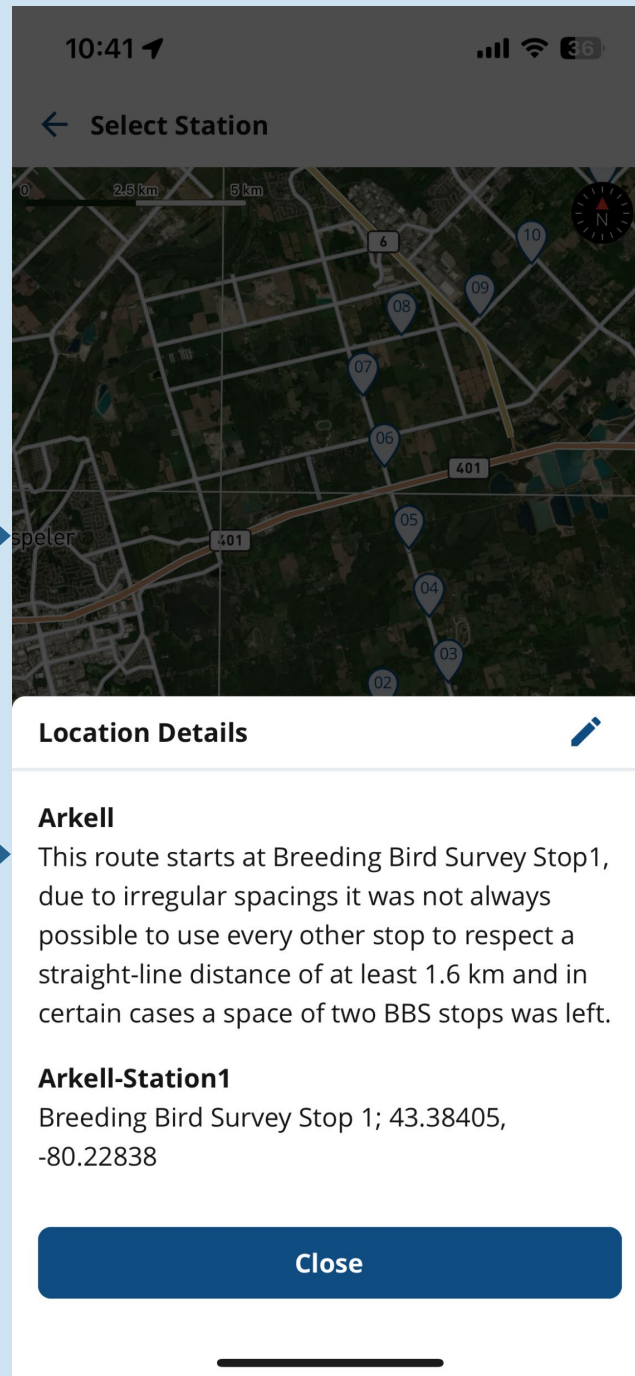 10:41
36
Select Station
0 2.5 km 5 km
N
10
6
09
08
07
06
401
05
speler
401
04
03
02
Location Details
Arkell
This route starts at Breeding Bird Survey Stop1,
due to irregular spacings it was not always
possible to use every other stop to respect a
straight-line distance of at least 1.6 km and in
certain cases a space of two BBS stops was left.
Arkell-Station1
Breeding Bird Survey Stop 1; 43.38405,
-80.22838
Close